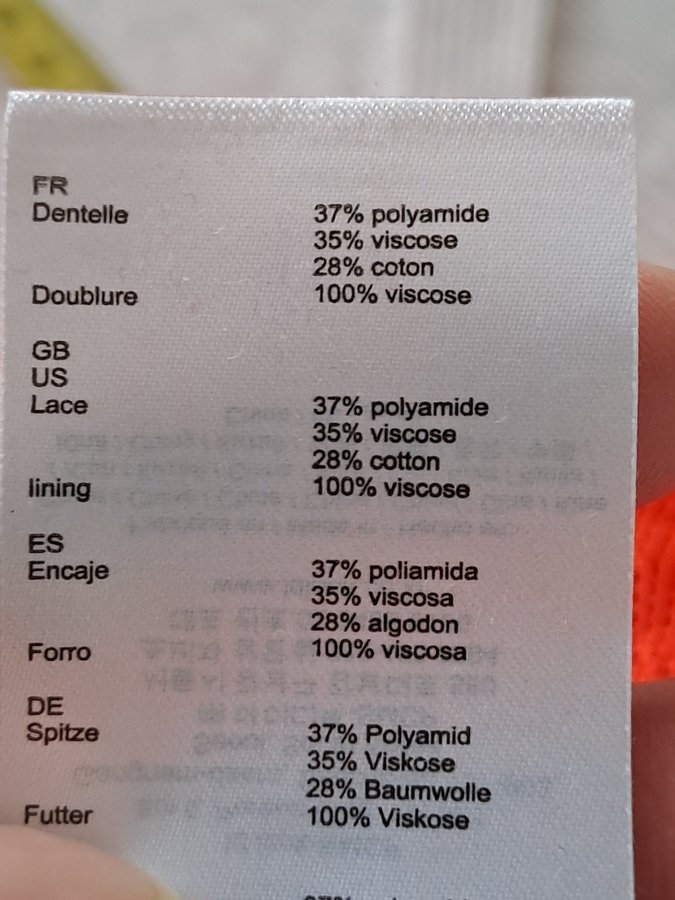 FR
Dentelle 37% polyamide
35% viscose
28% coton
Doublure 100% viscose
GB
US
Lace 37% polyamide
35% viscose
28% cotton
lining 100% viscose
ES
Encaje 37% poliamida
35% viscosa
28% algodon
Forro 100% viscosa
DE
Spitze 37% Polyamid
35% Viskose
28% Baumwolle
Futter 100% Viskose